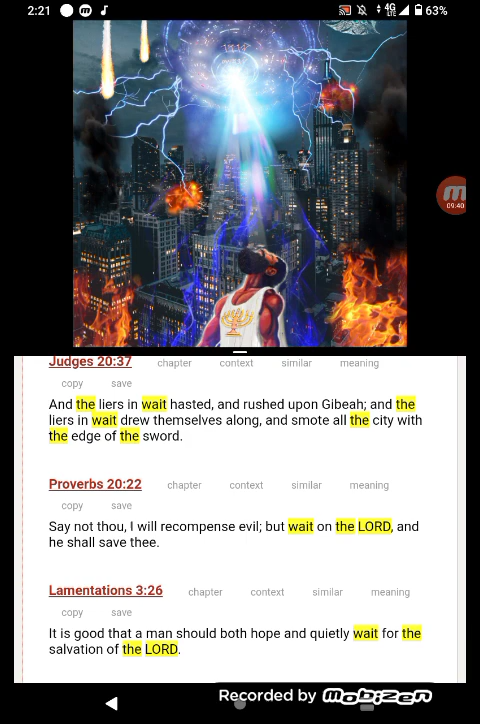 2:21
4G
LTE
63%
m
09:40
Judges 20:37 chapter context similar meaning
copy save
And the liers in wait hasted, and rushed upon Gibeah; and the
liers in wait drew themselves along, and smote all the city with
the edge of the sword.
Proverbs 20:22 chapter context similar meaning
copy save
Say not thou, I will recompense evil; but wait on the LORD, and
he shall save thee.
Lamentations 3:26 chapter context similar meaning
copy save
It is good that a man should both hope and quietly wait for the
salvation of the LORD.
Recorded by Mobizen